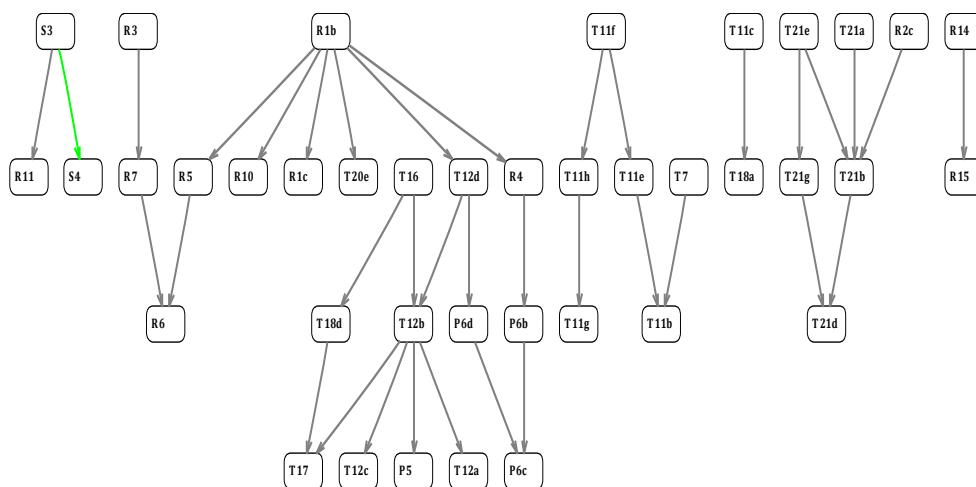 S3 R3 R1b T11f T11c T21e T21a R2c R14
R11 S4 R7 R5 R10 R1c T20e T16 T12d R4 T11h T11e T7 T18a T21g T21b R15
R6 T18d T12b P6d P6b T11g T11b T21d
T17 T12c P5 T12a P6c